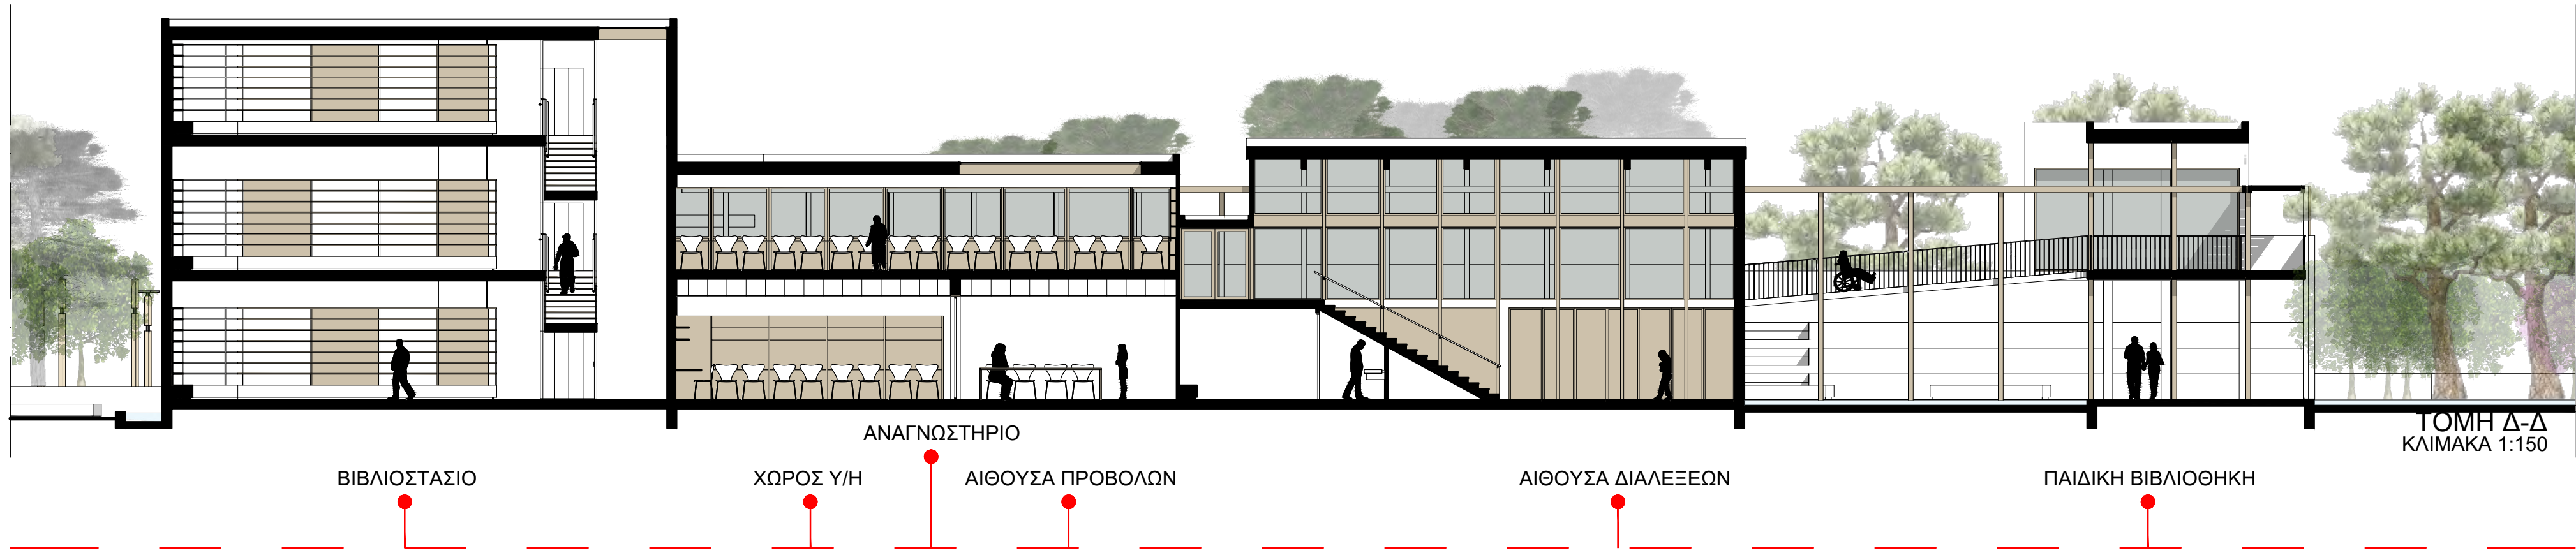 ΤΟΜΗ Δ-Δ
ΚΛΙΜΑΚΑ 1:150
ΑΝΑΓΝΩΣΤΗΡΙΟ
ΒΙΒΛΙΟΣΤΑΣΙΟ
ΧΩΡΟΣ Υ/Η
ΑΙΘΟΥΣΑ ΠΡΟΒΟΛΩΝ
ΑΙΘΟΥΣΑ ΔΙΑΛΕΞΕΩΝ
ΠΑΙΔΙΚΗ ΒΙΒΛΙΟΘΗΚΗ